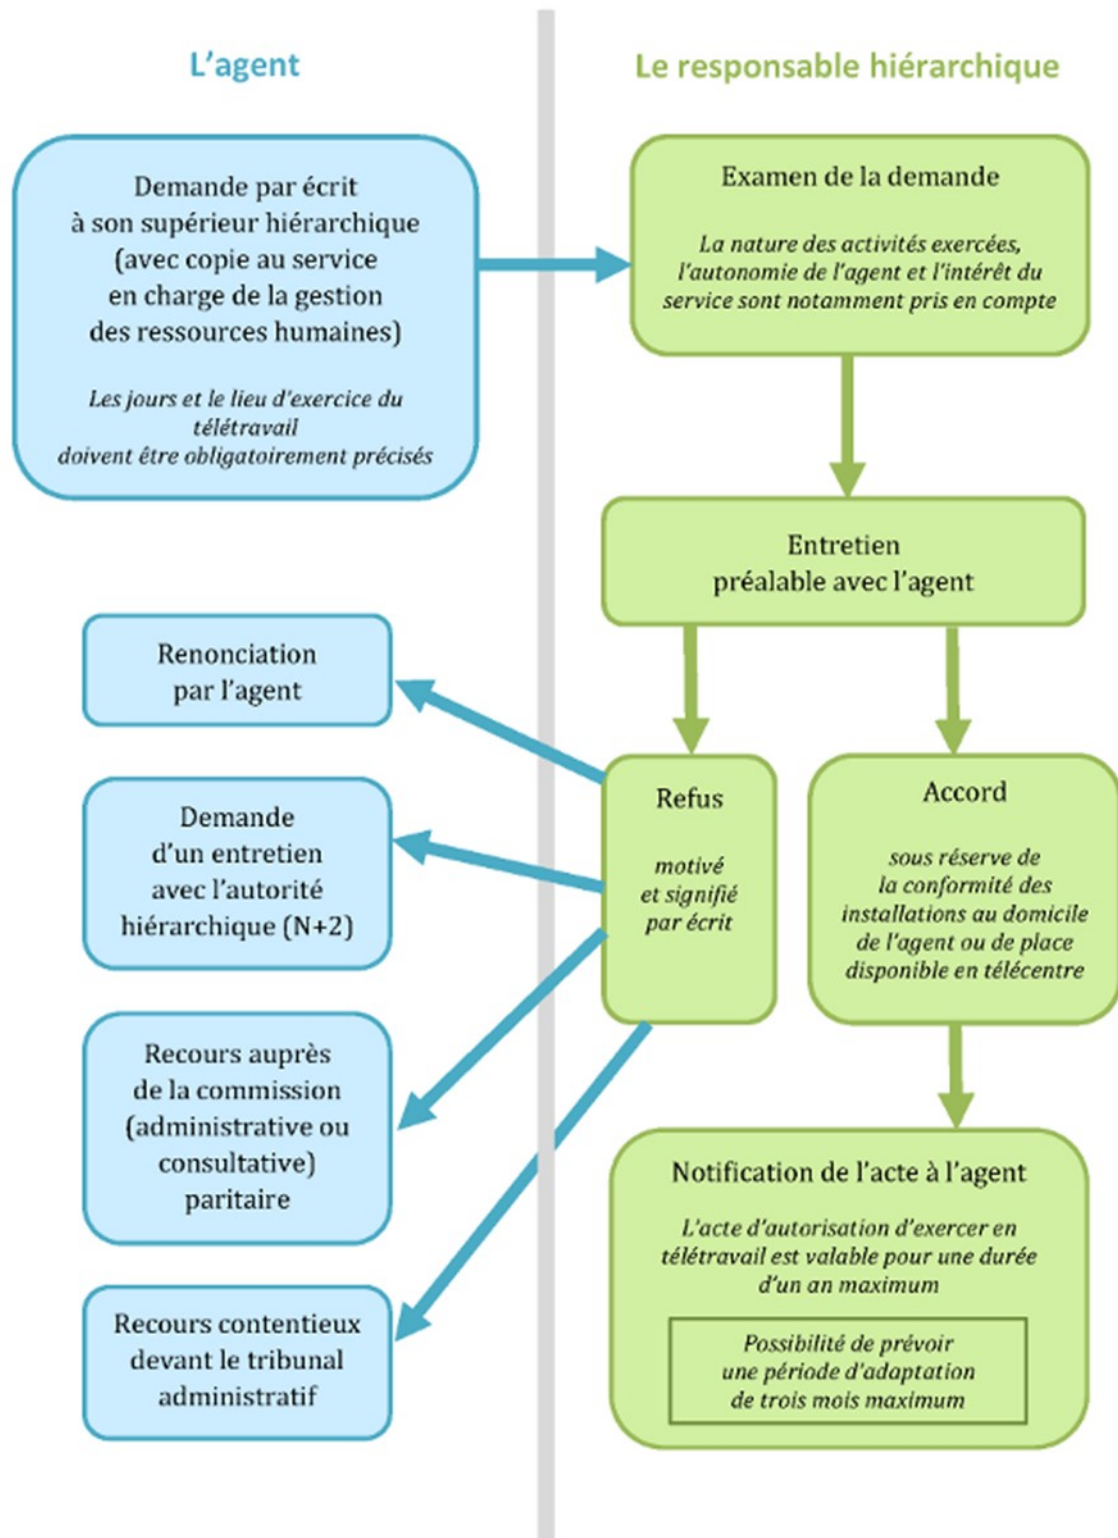 L’agent
Demande par écrit
à son supérieur hiérarchique
(avec copie au service
en charge de la gestion
des ressources humaines)
Les jours et le lieu d’exercice du
télétravail
doivent être obligatoirement précisés
Le responsable hiérarchique
Examen de la demande
La nature des activités exercées,
l’autonomie de l’agent et l’intérêt du
service sont notamment pris en compte
Entretien
préalable avec l’agent
Refus
motivé
et signifié
par écrit
Accord
sous réserve de
la conformité des
installations au domicile
de l’agent ou de place
disponible en télécentre
Renonciation
par l’agent
Demande
d’un entretien
avec l’autorité
hiérarchique (N+2)
Recours auprès
de la commission
(administrative ou
consultative)
paritaire
Recours contentieux
devant le tribunal
administratif
Notification de l’acte à l’agent
L’acte d’autorisation d’exercer en
télétravail est valable pour une durée
d’un an maximum
Possibilité de prévoir
une période d’adaptation
de trois mois maximum